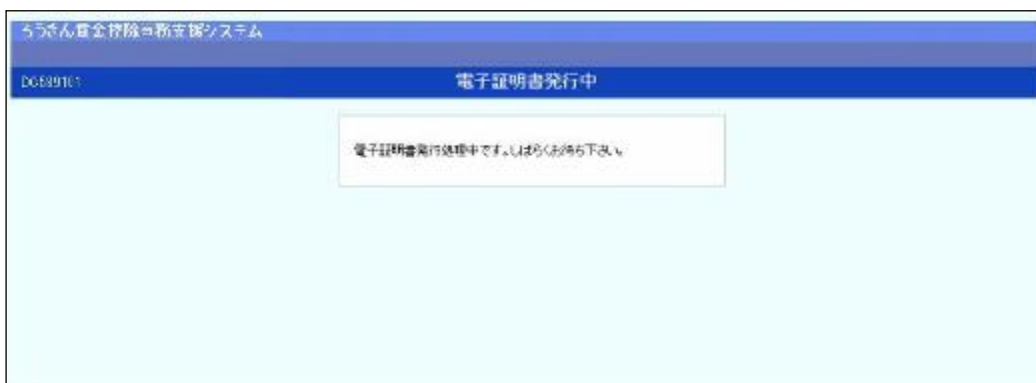 ろうきん賃金控除事務支援システム
電子証明書発行中
電子証明書発行処理中です。しばらくお待ち下さい。